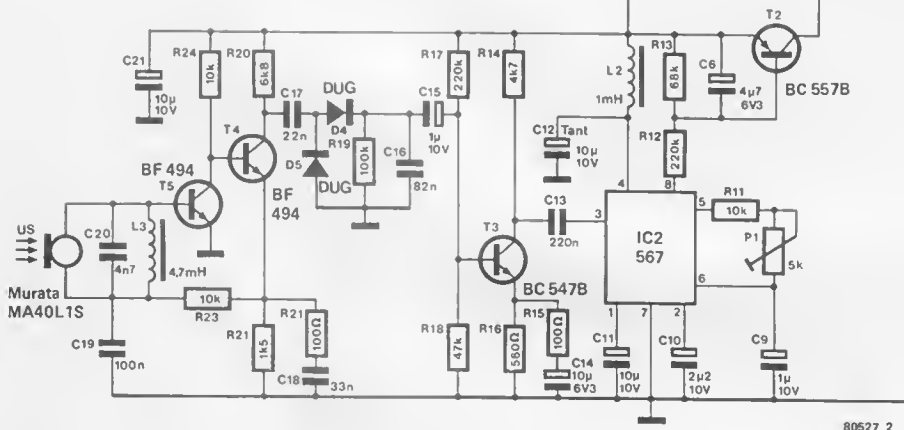 T2
C21
10μ
10V
R24
10k
R20
6k8
R17
220k
R14
4k7
L2
1mH
R13
68k
C6
4μ7
6V3
BC 557B
C17
22n
DUG
D4
C15
1μ
10V
T4
R19
100k
C16
82n
D5
DUG
C12 Tant
10μ
10V
R12
220k
BF 494
T5
BF
494
US
C20
4n7
L3
4,7mH
Murata
MA40L1S
C19
100n
10k
R23
R21
1k5
R21
100Ω
C18
33n
T3
BC 547B
C13
220n
3
4
8
5
6
IC2
567
1
7
2
R11
10k
P1
5k
R18
47k
R16
560Ω
R15
100Ω
C14
10μ
6V3
C11
10μ
10V
C10
2μ2
10V
C9
1μ
10V
80527 2